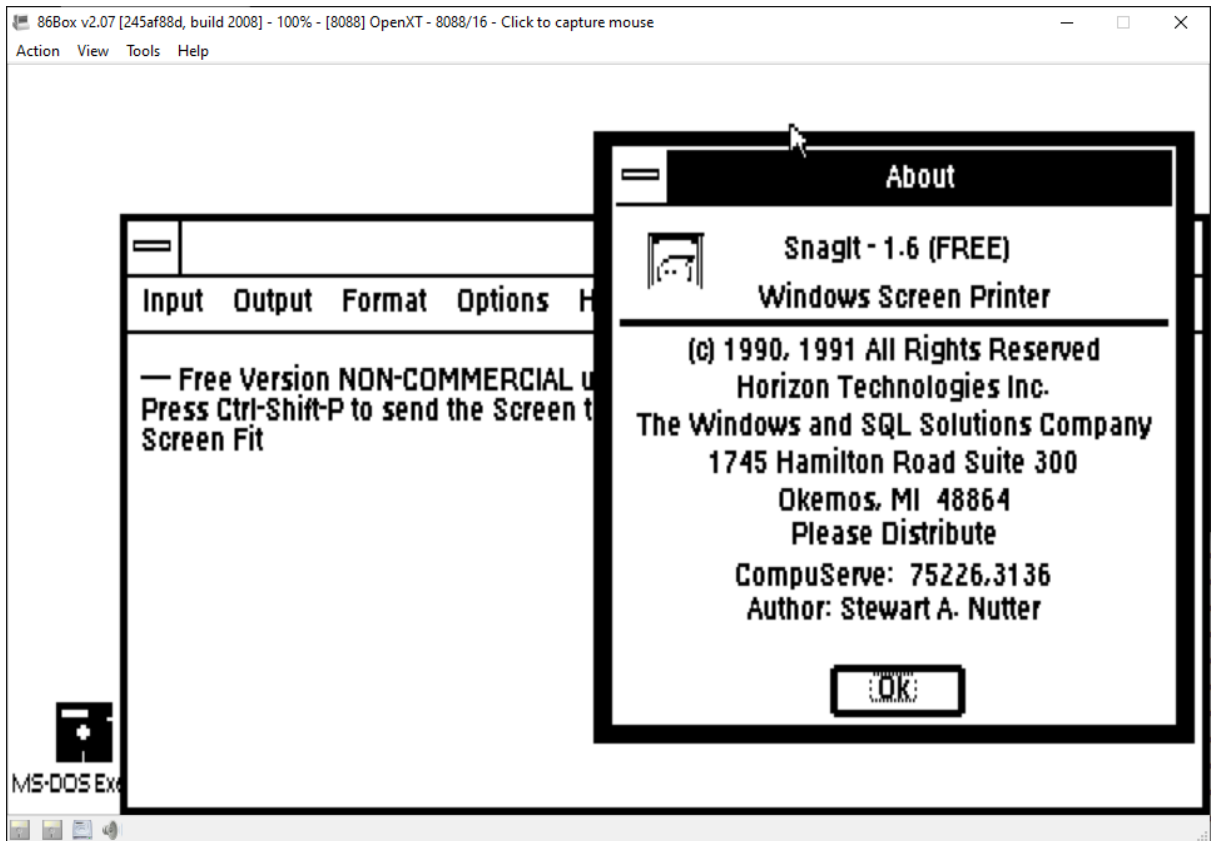 86Box v2.07 [245af88d, build 2008] - 100% - [8088] OpenXT - 8088/16 - Click to capture mouse
Action View Tools Help
About
SnagIt - 1.6 (FREE)
Windows Screen Printer
(c) 1990, 1991 All Rights Reserved
Horizon Technologies Inc.
The Windows and SQL Solutions Company
1745 Hamilton Road Suite 300
Okemos, MI 48864
Please Distribute
CompuServe: 75226,3136
Author: Stewart A. Nutter
Ok
Input Output Format Options H
— Free Version NON-COMMERCIAL u
Press Ctrl-Shift-P to send the Screen t
Screen Fit
MS-DOS Exe